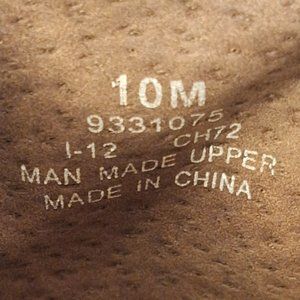 10M
9331075
I-12 CH72
MAN MADE UPPER
MADE IN CHINA